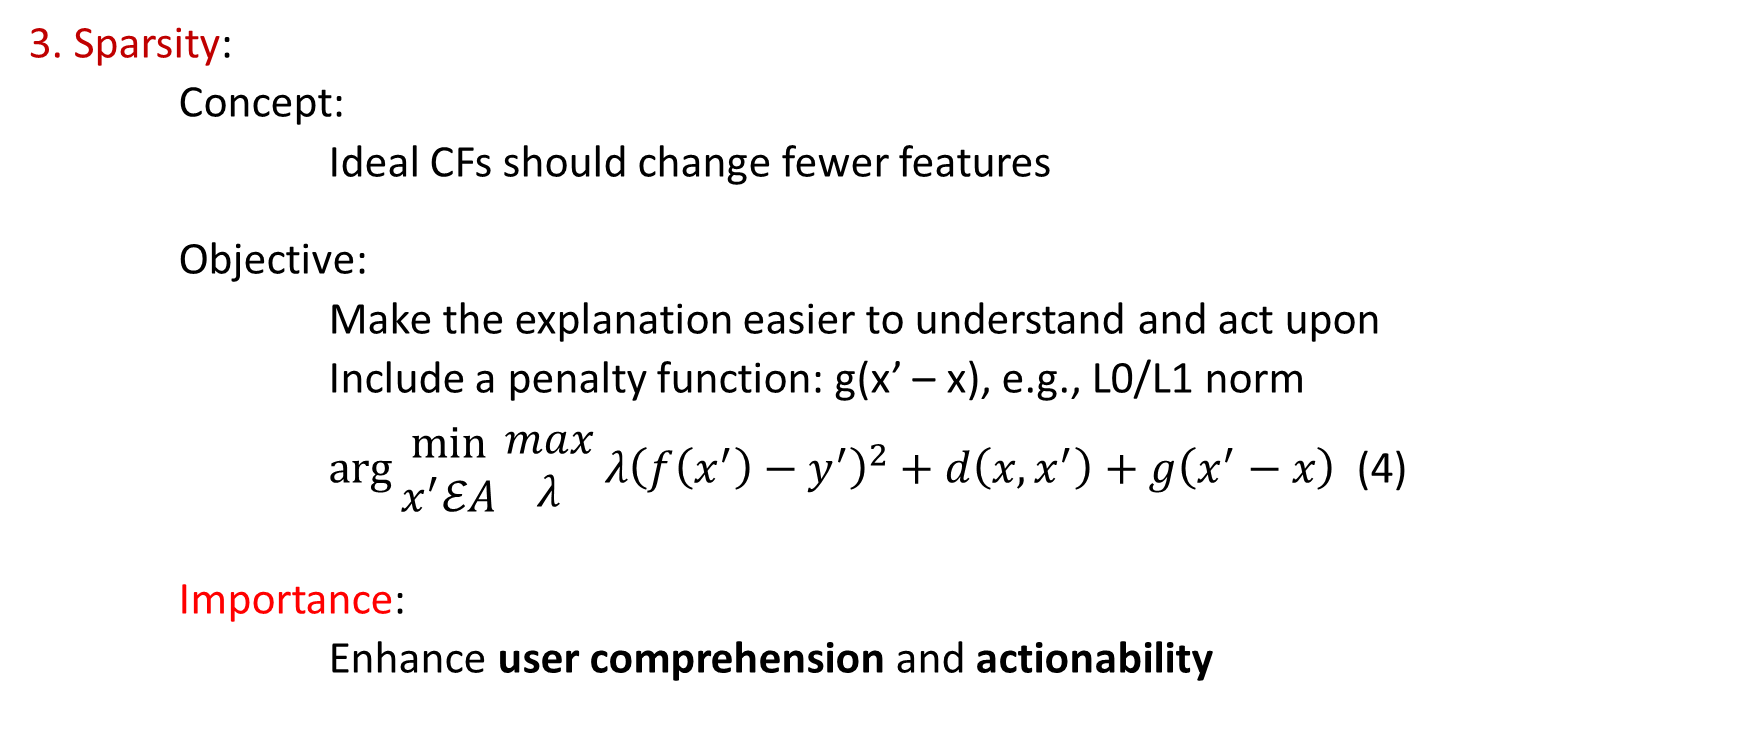 3. Sparsity:
Concept:
Ideal CFs should change fewer features
Objective:
Make the explanation easier to understand and act upon
Include a penalty function: g(x’ – x), e.g., L0/L1 norm
arg min x′ℇA max λ λ(f(x′) − y′)² + d(x, x′) + g(x′ − x) (4)
Importance:
Enhance user comprehension and actionability